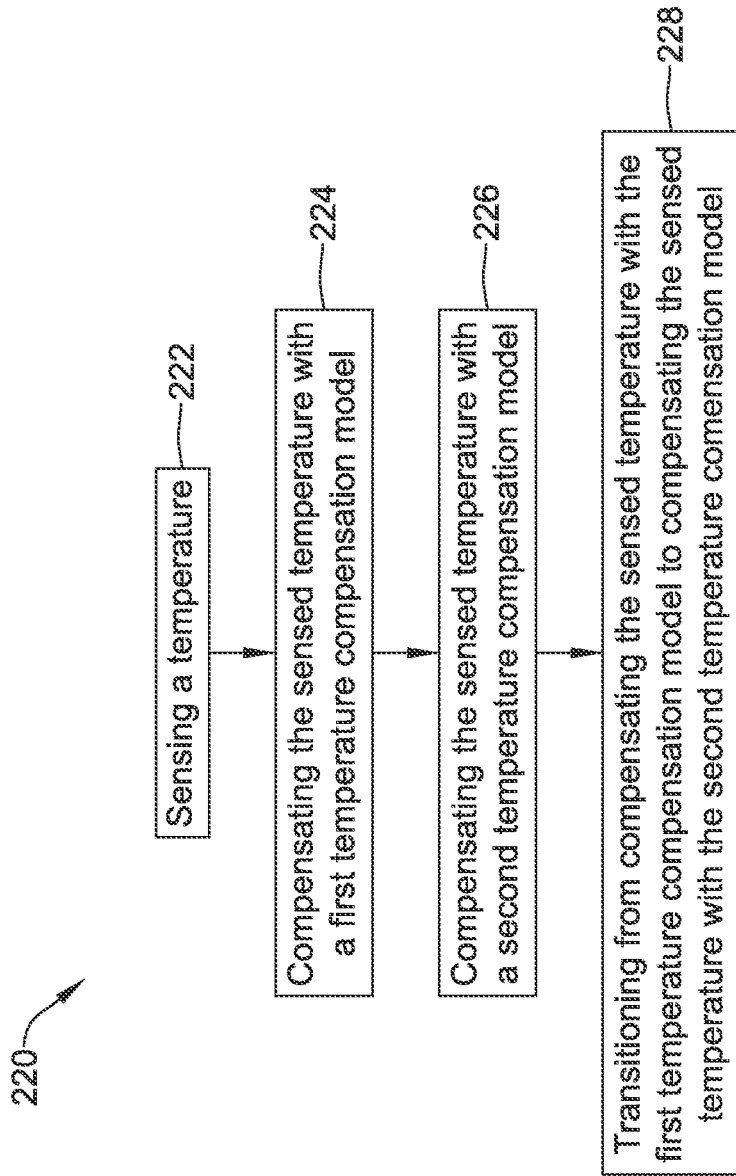 220
Sensing a temperature
222
Compensating the sensed temperature with
a first temperature compensation model
224
Compensating the sensed temperature with
a second temperature compensation model
226
Transitioning from compensating the sensed temperature with the
first temperature compensation model to compensating the sensed
temperature with the second temperature comensation model
228